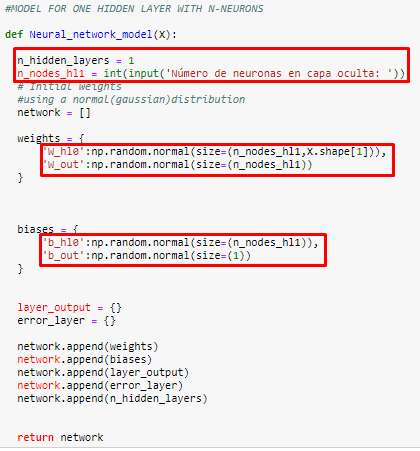 #MODEL FOR ONE HIDDEN LAYER WITH N-NEURONS
def Neural_network_model(X):
n_hidden_layers = 1
n_nodes_hl1 = int(input('Número de neuronas en capa oculta: '))
# Initial weights
#using a normal(gaussian)distribution
network = []
weights = {
'W_hl0':np.random.normal(size=(n_nodes_hl1,X.shape[1])),
'W_out':np.random.normal(size=(n_nodes_hl1))
}
biases = {
'b_hl0':np.random.normal(size=(n_nodes_hl1)),
'b_out':np.random.normal(size=(1))
}
layer_output = {}
error_layer = {}
network.append(weights)
network.append(biases)
network.append(layer_output)
network.append(error_layer)
network.append(n_hidden_layers)
return network